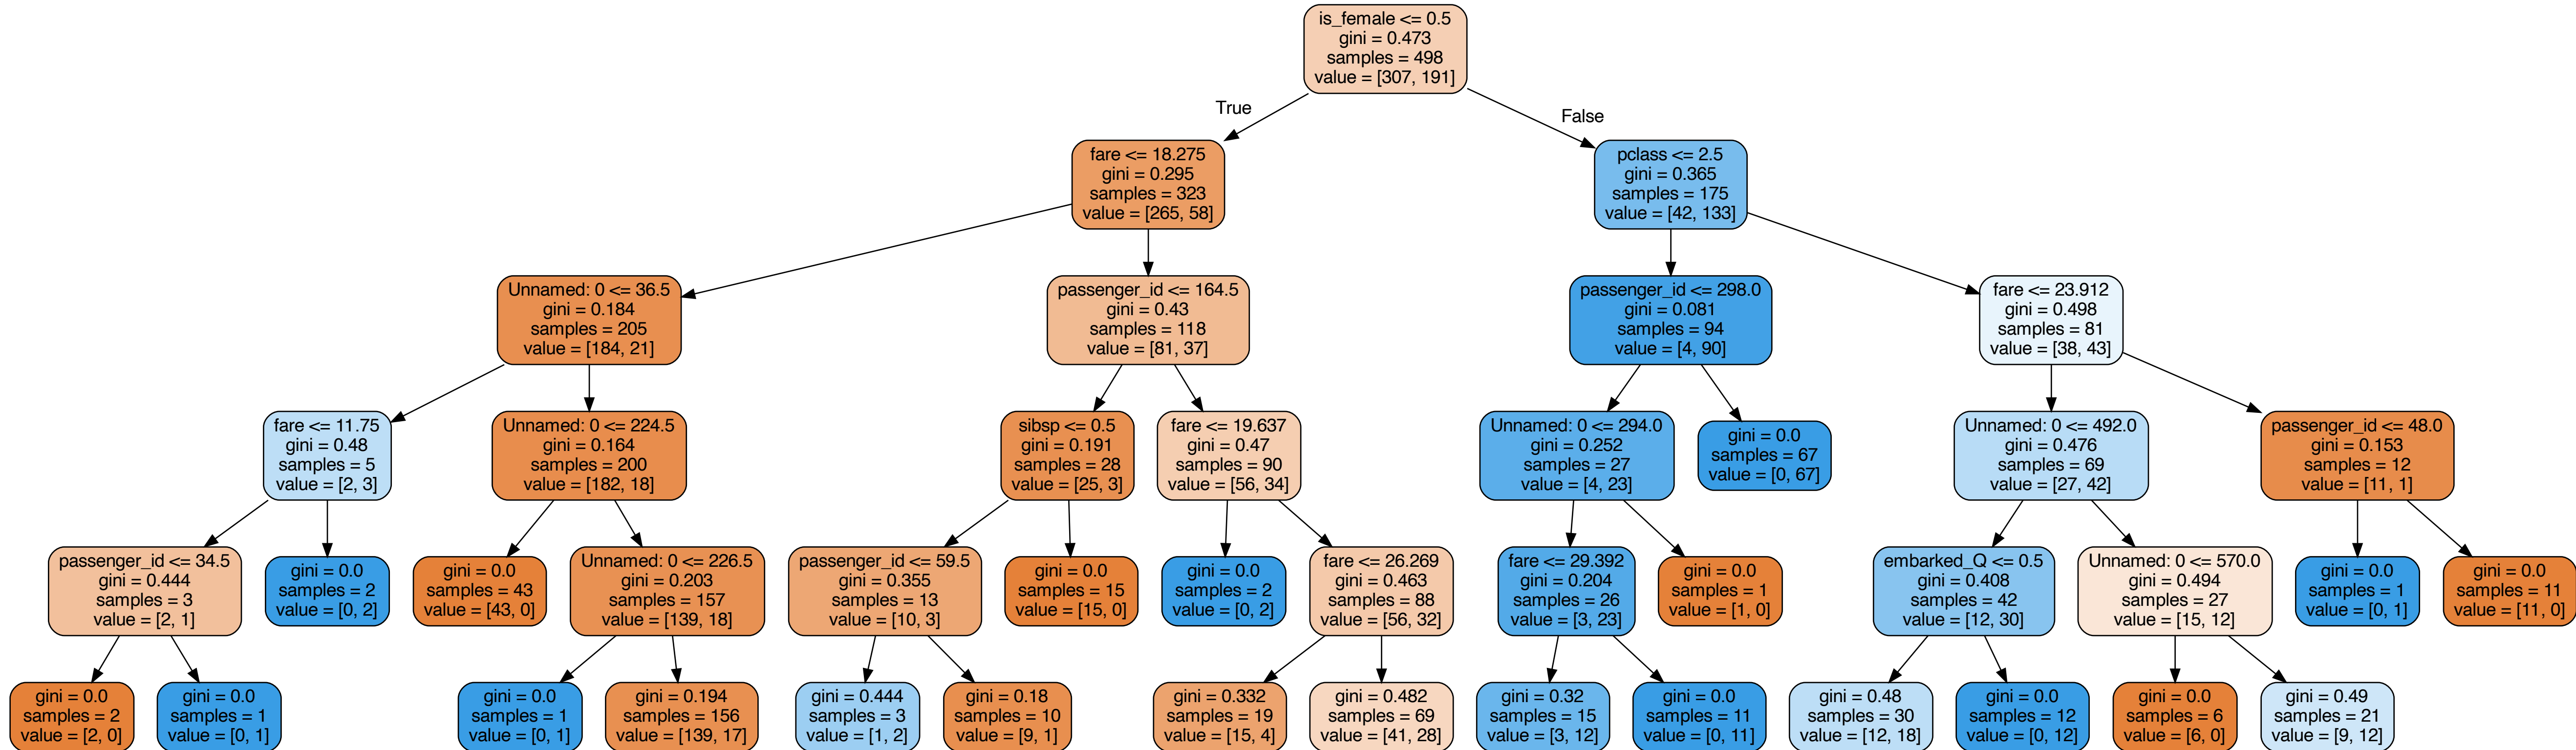 is_female <= 0.5
gini = 0.473
samples = 498
value = [307, 191]
True
False
fare <= 18.275
gini = 0.295
samples = 323
value = [265, 58]
pclass <= 2.5
gini = 0.365
samples = 175
value = [42, 133]
Unnamed: 0 <= 36.5
gini = 0.184
samples = 205
value = [184, 21]
passenger_id <= 164.5
gini = 0.43
samples = 118
value = [81, 37]
passenger_id <= 298.0
gini = 0.081
samples = 94
value = [4, 90]
fare <= 23.912
gini = 0.498
samples = 81
value = [38, 43]
fare <= 11.75
gini = 0.48
samples = 5
value = [2, 3]
Unnamed: 0 <= 224.5
gini = 0.164
samples = 200
value = [182, 18]
sibsp <= 0.5
gini = 0.191
samples = 28
value = [25, 3]
fare <= 19.637
gini = 0.47
samples = 90
value = [56, 34]
Unnamed: 0 <= 294.0
gini = 0.252
samples = 27
value = [4, 23]
gini = 0.0
samples = 67
value = [0, 67]
Unnamed: 0 <= 492.0
gini = 0.476
samples = 69
value = [27, 42]
passenger_id <= 48.0
gini = 0.153
samples = 12
value = [11, 1]
passenger_id <= 34.5
gini = 0.444
samples = 3
value = [2, 1]
gini = 0.0
samples = 2
value = [0, 2]
gini = 0.0
samples = 43
value = [43, 0]
Unnamed: 0 <= 226.5
gini = 0.203
samples = 157
value = [139, 18]
passenger_id <= 59.5
gini = 0.355
samples = 13
value = [10, 3]
gini = 0.0
samples = 15
value = [15, 0]
gini = 0.0
samples = 2
value = [0, 2]
fare <= 26.269
gini = 0.463
samples = 88
value = [56, 32]
fare <= 29.392
gini = 0.204
samples = 26
value = [3, 23]
gini = 0.0
samples = 1
value = [1, 0]
embarked_Q <= 0.5
gini = 0.408
samples = 42
value = [12, 30]
Unnamed: 0 <= 570.0
gini = 0.494
samples = 27
value = [15, 12]
gini = 0.0
samples = 1
value = [0, 1]
gini = 0.0
samples = 11
value = [11, 0]
gini = 0.0
samples = 2
value = [2, 0]
gini = 0.0
samples = 1
value = [0, 1]
gini = 0.0
samples = 1
value = [0, 1]
gini = 0.194
samples = 156
value = [139, 17]
gini = 0.444
samples = 3
value = [1, 2]
gini = 0.18
samples = 10
value = [9, 1]
gini = 0.332
samples = 19
value = [15, 4]
gini = 0.482
samples = 69
value = [41, 28]
gini = 0.32
samples = 15
value = [3, 12]
gini = 0.0
samples = 11
value = [0, 11]
gini = 0.48
samples = 30
value = [12, 18]
gini = 0.0
samples = 12
value = [0, 12]
gini = 0.0
samples = 6
value = [6, 0]
gini = 0.49
samples = 21
value = [9, 12]